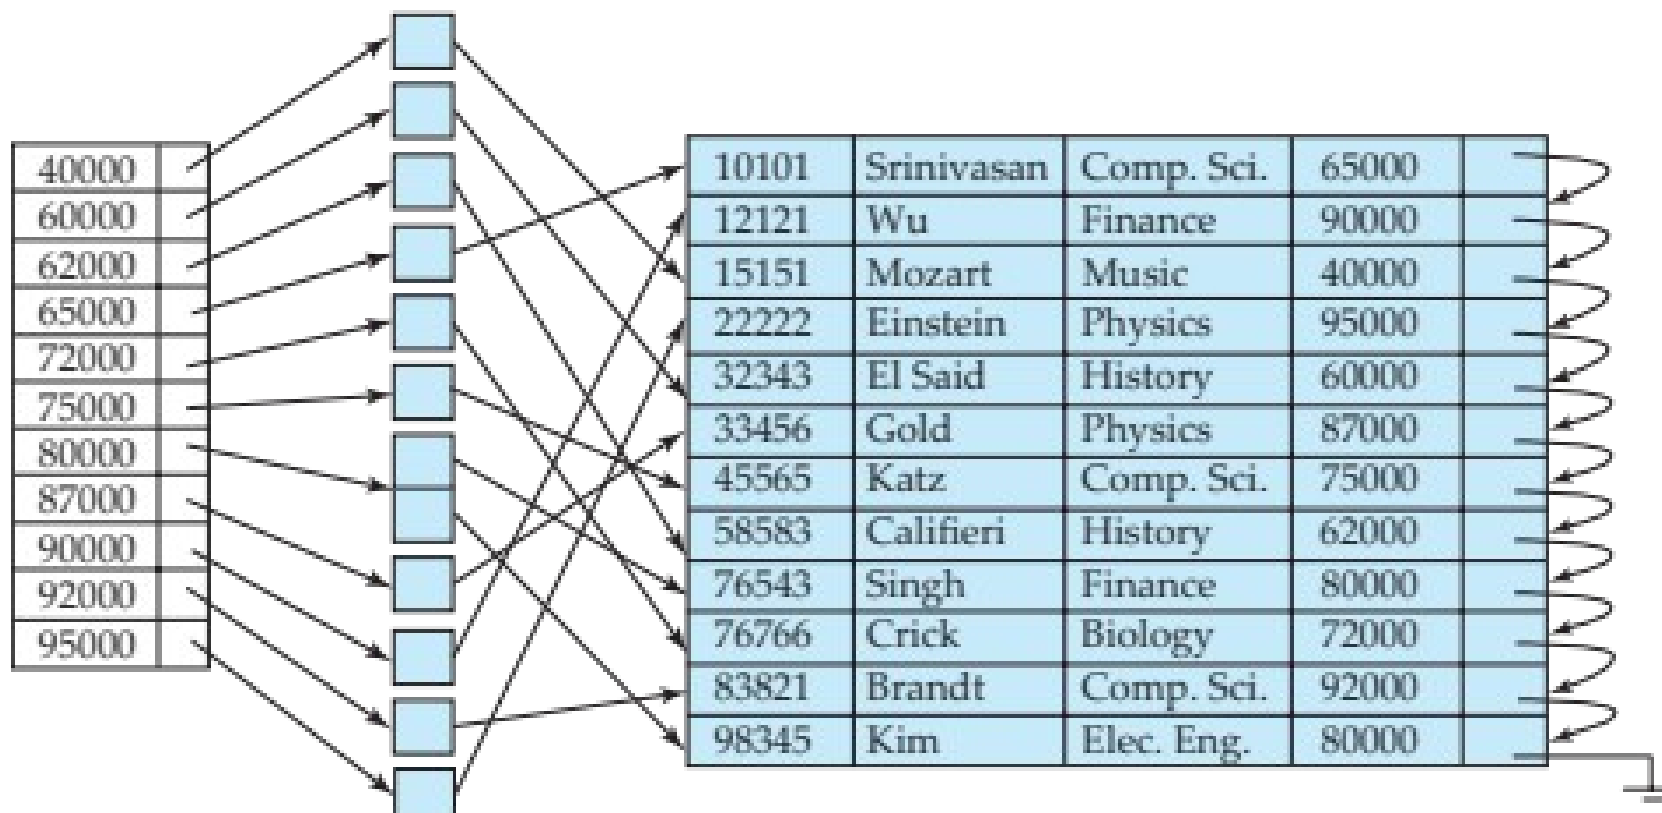 40000
60000
62000
65000
72000
75000
80000
87000
90000
92000
95000
10101 Srinivasan Comp. Sci. 65000
12121 Wu Finance 90000
15151 Mozart Music 40000
22222 Einstein Physics 95000
32343 El Said History 60000
33456 Gold Physics 87000
45565 Katz Comp. Sci. 75000
58583 Califieri History 62000
76543 Singh Finance 80000
76766 Crick Biology 72000
83821 Brandt Comp. Sci. 92000
98345 Kim Elec. Eng. 80000